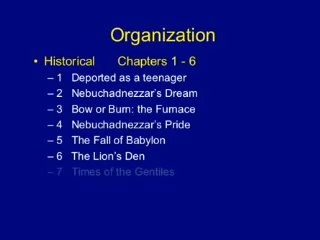 Organization
• Historical Chapters 1 - 6
– 1 Deported as a teenager
– 2 Nebuchadnezzar's Dream
– 3 Bow or Burn: the Furnace
– 4 Nebuchadnezzar's Pride
– 5 The Fall of Babylon
– 6 The Lion's Den
– 7 Times of the Gentiles